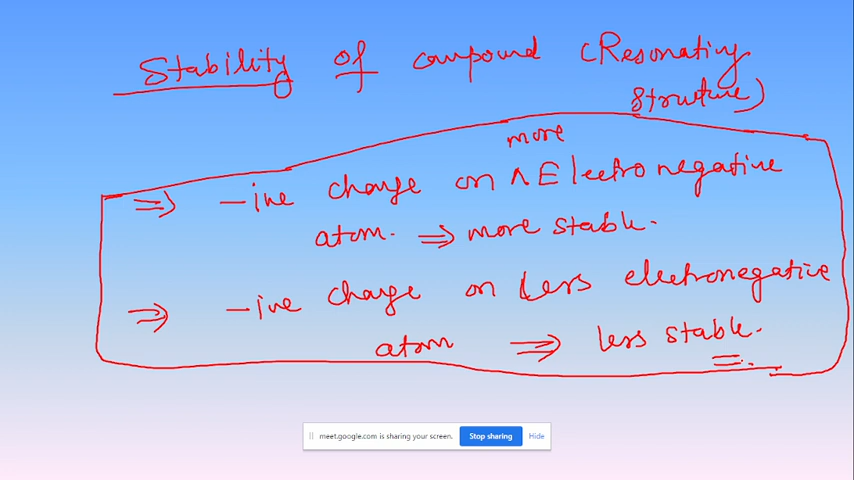 Stability of compound (Resonating
Structure)
more
⇒ -ive charge on ∧ Electronegative
atom. ⇒ more stable.
⇒ -ive charge on Less electronegative
atom ⇒ less stable.
meet.google.com is sharing your screen. Stop sharing Hide